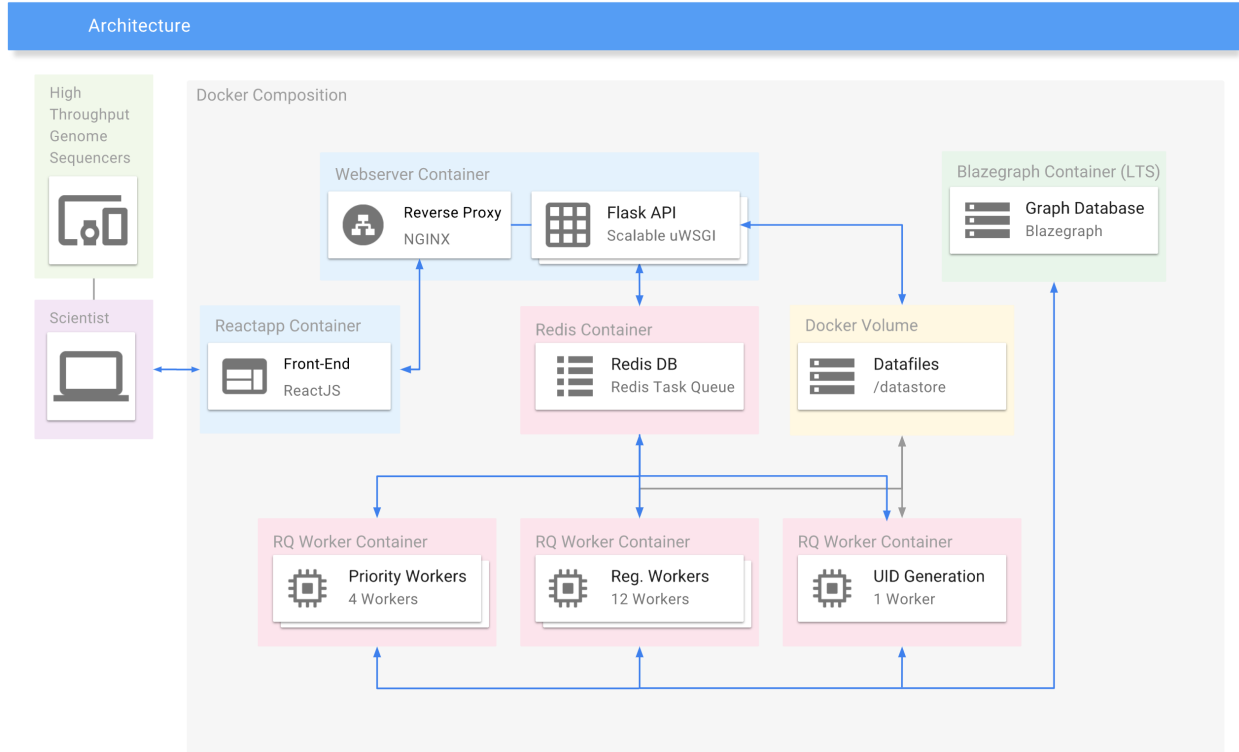 Architecture
High
Throughput
Genome
Sequencers
Docker Composition
Webserver Container
Reverse Proxy
NGINX
Flask API
Scalable uWSGI
Blazegraph Container (LTS)
Graph Database
Blazegraph
Scientist
Reactapp Container
Front-End
ReactJS
Redis Container
Redis DB
Redis Task Queue
Docker Volume
Datafiles
/datastore
RQ Worker Container
Priority Workers
4 Workers
RQ Worker Container
Reg. Workers
12 Workers
RQ Worker Container
UID Generation
1 Worker